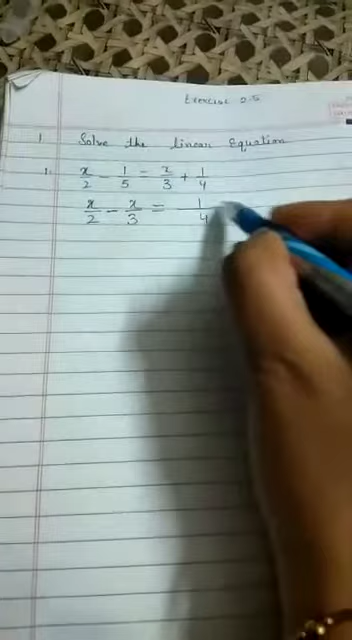 Exercise 2.5
1 Solve the linear Equation
1. x/2 - 1/5 = x/3 + 1/4
x/2 - x/3 = 1/4